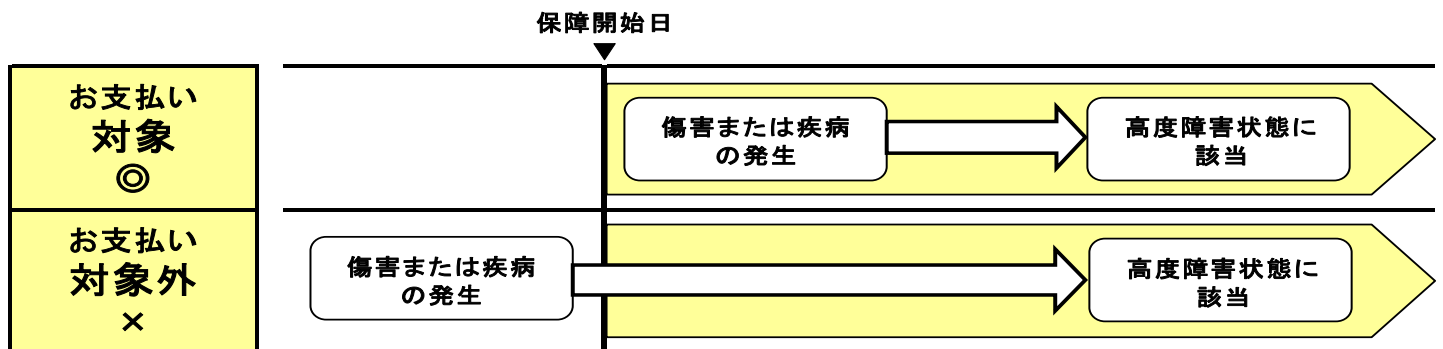 保障開始日
▼
お支払い
対象
◎
傷害または疾病
の発生
高度障害状態に
該当
お支払い
対象外
×
傷害または疾病
の発生
高度障害状態に
該当